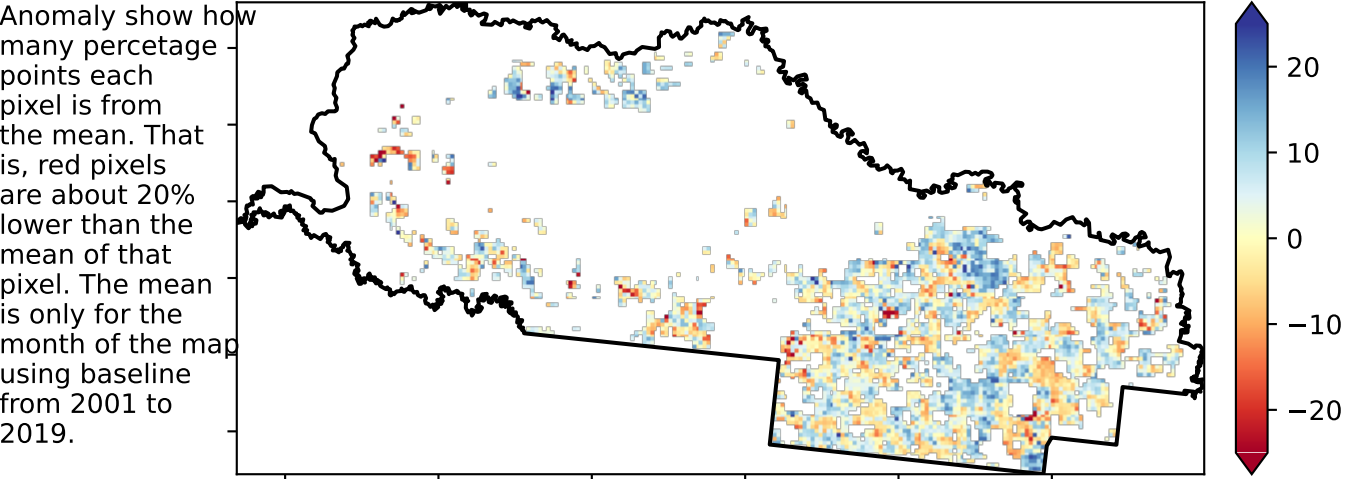 Anomaly show how
many percetage
points each
pixel is from
the mean. That
is, red pixels
are about 20%
lower than the
mean of that
pixel. The mean
is only for the
month of the map
using baseline
from 2001 to
2019.
20
10
0
−10
−20